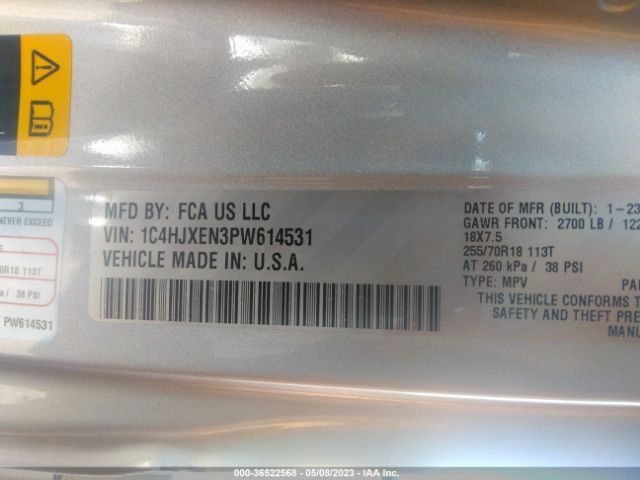 3
NEVER EXCEED
0R18 113T
a / 38 PSI
PW614531
MFD BY: FCA US LLC
VIN: 1C4HJXEN3PW614531
VEHICLE MADE IN: U.S.A.
DATE OF MFR (BUILT): 1-23
GAWR FRONT: 2700 LB / 122
18X7.5
255/70R18 113T
AT 260 kPa / 38 PSI
TYPE: MPV PA
THIS VEHICLE CONFORMS T
SAFETY AND THEFT PRE
MANU
000-36522568 - 05/08/2023 - IAA Inc.